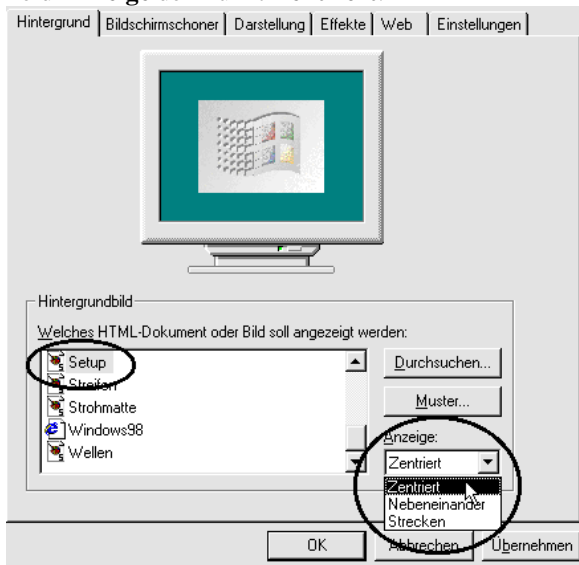 Hintergrund Bildschirmschoner Darstellung Effekte Web Einstellungen
Hintergrundbild
Welches HTML-Dokument oder Bild soll angezeigt werden:
Setup
Streifen
Strohmatte
Windows98
Wellen
Durchsuchen...
Muster...
Anzeige:
Zentriert
Zentriert
Nebeneinander
Strecken
OK Abbrechen Übernehmen